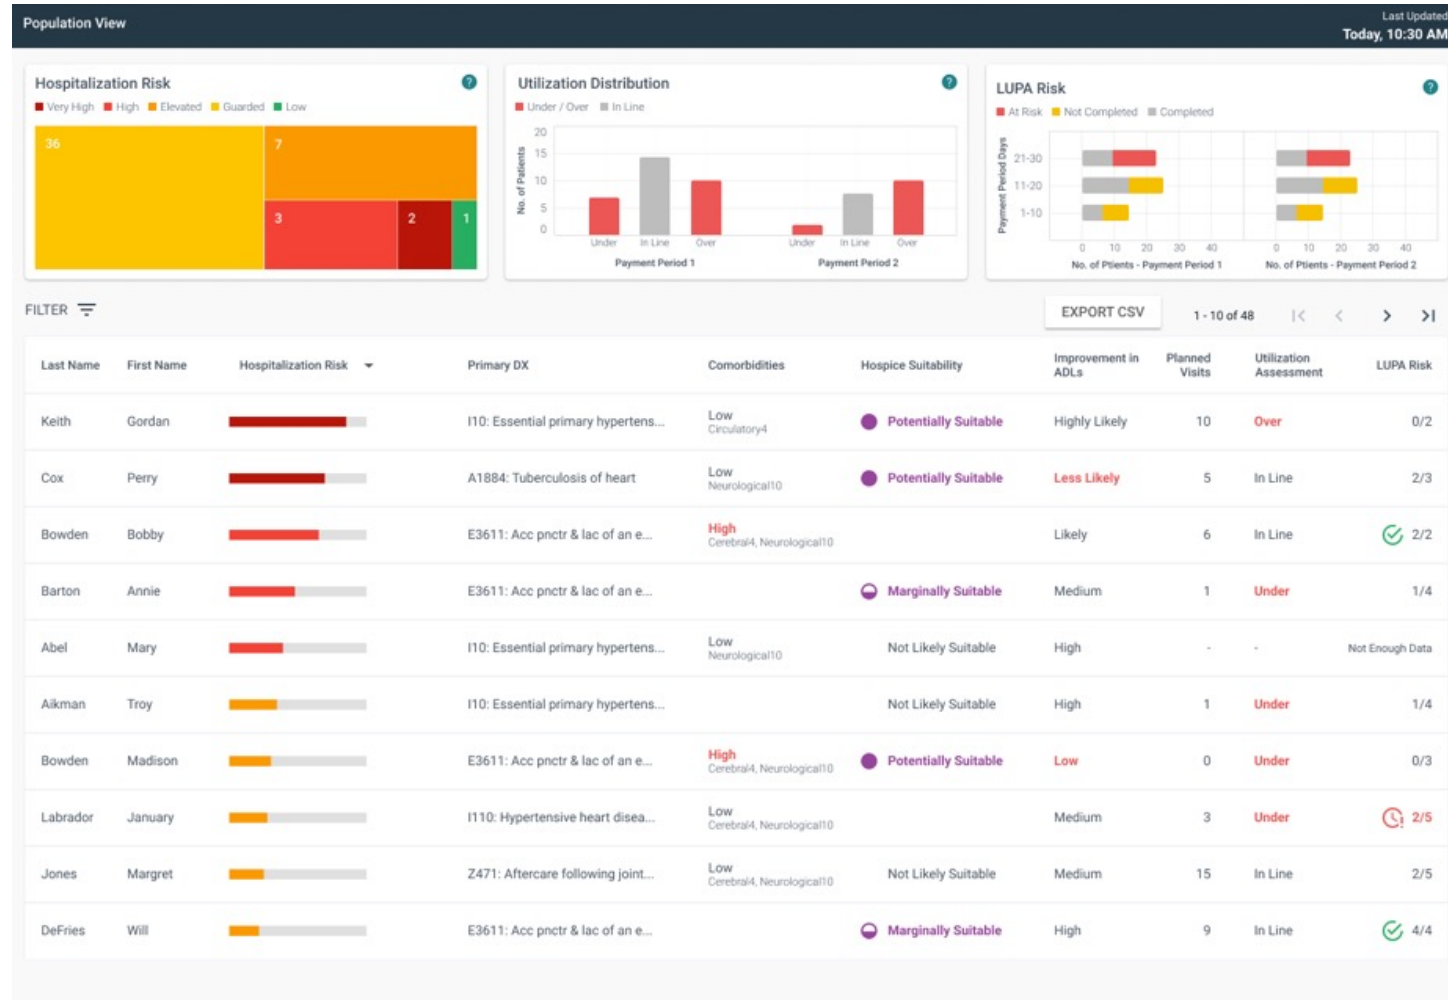 Population View
Last Updated
Today, 10:30 AM
Hospitalization Risk
?
Very High High Elevated Guarded Low
36
7
3
2
1
Utilization Distribution
?
Under / Over In Line
No. of Patients
20
15
10
5
0
Under In Line Over Under In Line Over
Payment Period 1 Payment Period 2
LUPA Risk
?
At Risk Not Completed Completed
Payment Period Days
21-30
11-20
1-10
0 10 20 30 40 0 10 20 30 40
No. of Ptients - Payment Period 1 No. of Ptients - Payment Period 2
FILTER
EXPORT CSV
1 - 10 of 48
Last Name First Name Hospitalization Risk Primary DX Comorbidities Hospice Suitability Improvement in ADLs Planned Visits Utilization Assessment LUPA Risk
Keith Gordan I10: Essential primary hypertens... Low Circulatory4 Potentially Suitable Highly Likely 10 Over 0/2
Cox Perry A1884: Tuberculosis of heart Low Neurological10 Potentially Suitable Less Likely 5 In Line 2/3
Bowden Bobby E3611: Acc pnctr & lac of an e... High Cerebral4, Neurological10 Likely 6 In Line 2/2
Barton Annie E3611: Acc pnctr & lac of an e... Marginally Suitable Medium 1 Under 1/4
Abel Mary I10: Essential primary hypertens... Low Neurological10 Not Likely Suitable High - - Not Enough Data
Aikman Troy I10: Essential primary hypertens... Not Likely Suitable High 1 Under 1/4
Bowden Madison E3611: Acc pnctr & lac of an e... High Cerebral4, Neurological10 Potentially Suitable Low 0 Under 0/3
Labrador January I110: Hypertensive heart disea... Low Cerebral4, Neurological10 Medium 3 Under 2/5
Jones Margret Z471: Aftercare following joint... Low Cerebral4, Neurological10 Not Likely Suitable Medium 15 In Line 2/5
DeFries Will E3611: Acc pnctr & lac of an e... Marginally Suitable High 9 In Line 4/4